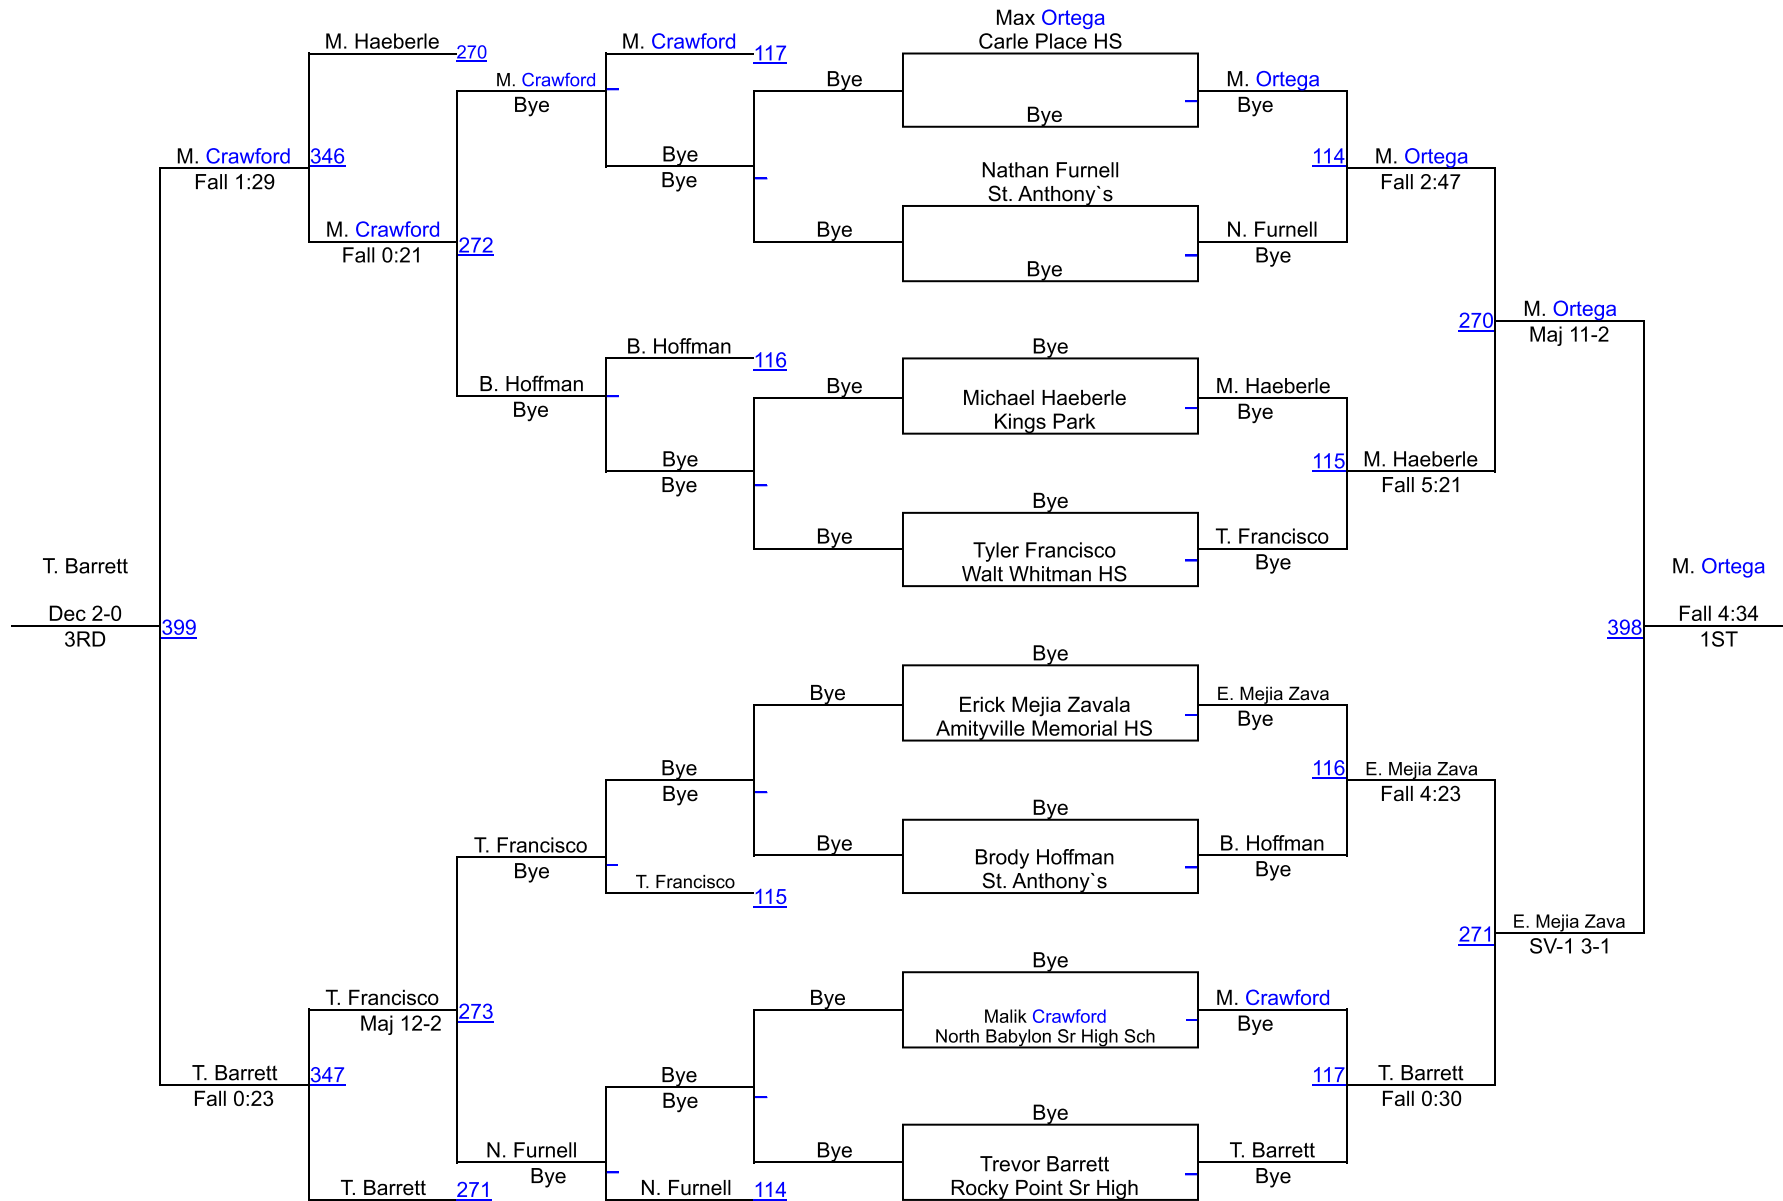 Max Ortega
M. Haeberle
270
M. Crawford
117
Carle Place HS
M. Crawford
Bye
Bye
M. Ortega
Bye
Bye
M. Crawford
346
Fall 1:29
Bye
Bye
114
M. Ortega
Fall 2:47
Nathan Furnell
St. Anthony`s
M. Crawford
272
Fall 0:21
Bye
N. Furnell
Bye
Bye
270
M. Ortega
Maj 11-2
B. Hoffman
116
Bye
B. Hoffman
Bye
Bye
Michael Haeberle
Kings Park
M. Haeberle
Bye
Bye
Bye
115
M. Haeberle
Fall 5:21
Bye
Bye
Tyler Francisco
Walt Whitman HS
T. Francisco
Bye
T. Barrett
Dec 2-0
3RD
399
M. Ortega
398
Fall 4:34
1ST
Bye
Bye
Erick Mejia Zavala
Amityville Memorial HS
E. Mejia Zava
Bye
Bye
Bye
116
E. Mejia Zava
Fall 4:23
Bye
T. Francisco
Bye
Bye
Brody Hoffman
St. Anthony`s
B. Hoffman
Bye
T. Francisco
115
271
E. Mejia Zava
SV-1 3-1
Bye
T. Francisco
273
Maj 12-2
Bye
Malik Crawford
North Babylon Sr High Sch
M. Crawford
Bye
T. Barrett
347
Fall 0:23
Bye
Bye
117
T. Barrett
Fall 0:30
Bye
N. Furnell
Bye
Bye
Trevor Barrett
Rocky Point Sr High
T. Barrett
Bye
T. Barrett
271
N. Furnell
114